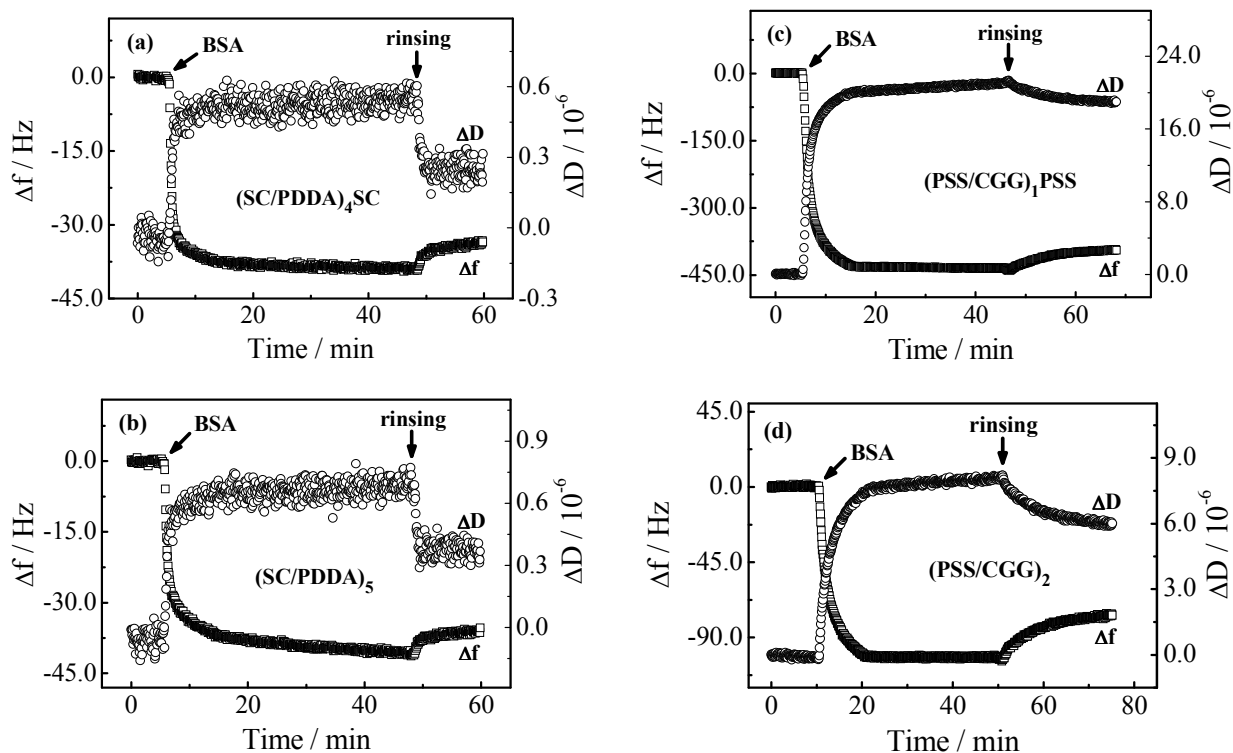 (a)
BSA
rinsing
0.0
-15.0
-30.0
-45.0
Δf / Hz
0.6
0.3
0.0
-0.3
ΔD / 10⁻⁶
ΔD
(SC/PDDA)₄SC
Δf
0 20 40 60
Time / min
(c)
BSA
rinsing
150.0
0.0
-150.0
-300.0
-450.0
Δf / Hz
24.0
16.0
8.0
0.0
ΔD / 10⁻⁶
ΔD
(PSS/CGG)₁PSS
Δf
0 20 40 60
Time / min
(b)
BSA
rinsing
0.0
-15.0
-30.0
-45.0
Δf / Hz
0.9
0.6
0.3
0.0
ΔD / 10⁻⁶
ΔD
(SC/PDDA)₅
Δf
0 20 40 60
Time / min
(d)
BSA
rinsing
45.0
0.0
-45.0
-90.0
Δf / Hz
9.0
6.0
3.0
0.0
ΔD / 10⁻⁶
ΔD
(PSS/CGG)₂
Δf
0 25 50 75
Time / min